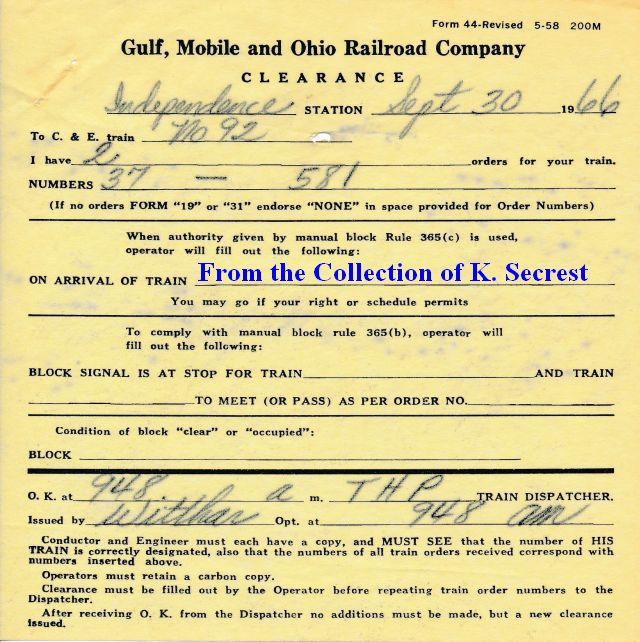 Form 44-Revised 5-58 200M
Gulf, Mobile and Ohio Railroad Company
CLEARANCE
Independence STATION Sept 30 1966
To C. & E. train No 92
I have 2 orders for your train.
NUMBERS 37 — 581
(If no orders FORM "19" or "31" endorse "NONE" in space provided for Order Numbers)
When authority given by manual block Rule 365(c) is used,
operator will fill out the following:
ON ARRIVAL OF TRAIN From the Collection of K. Secrest
You may go if your right or schedule permits
To comply with manual block rule 365(b), operator will
fill out the following:
BLOCK SIGNAL IS AT STOP FOR TRAIN AND TRAIN
TO MEET (OR PASS) AS PER ORDER NO.
Condition of block "clear" or "occupied":
BLOCK
O. K. at 948 a m. THP TRAIN DISPATCHER.
Issued by Witthar Opt. at 948 am
Conductor and Engineer must each have a copy, and MUST SEE that the number of HIS
TRAIN is correctly designated, also that the numbers of all train orders received correspond with
numbers inserted above.
Operators must retain a carbon copy.
Clearance must be filled out by the Operator before repeating train order numbers to the
Dispatcher.
After receiving O. K. from the Dispatcher no additions must be made, but a new clearance
issued.